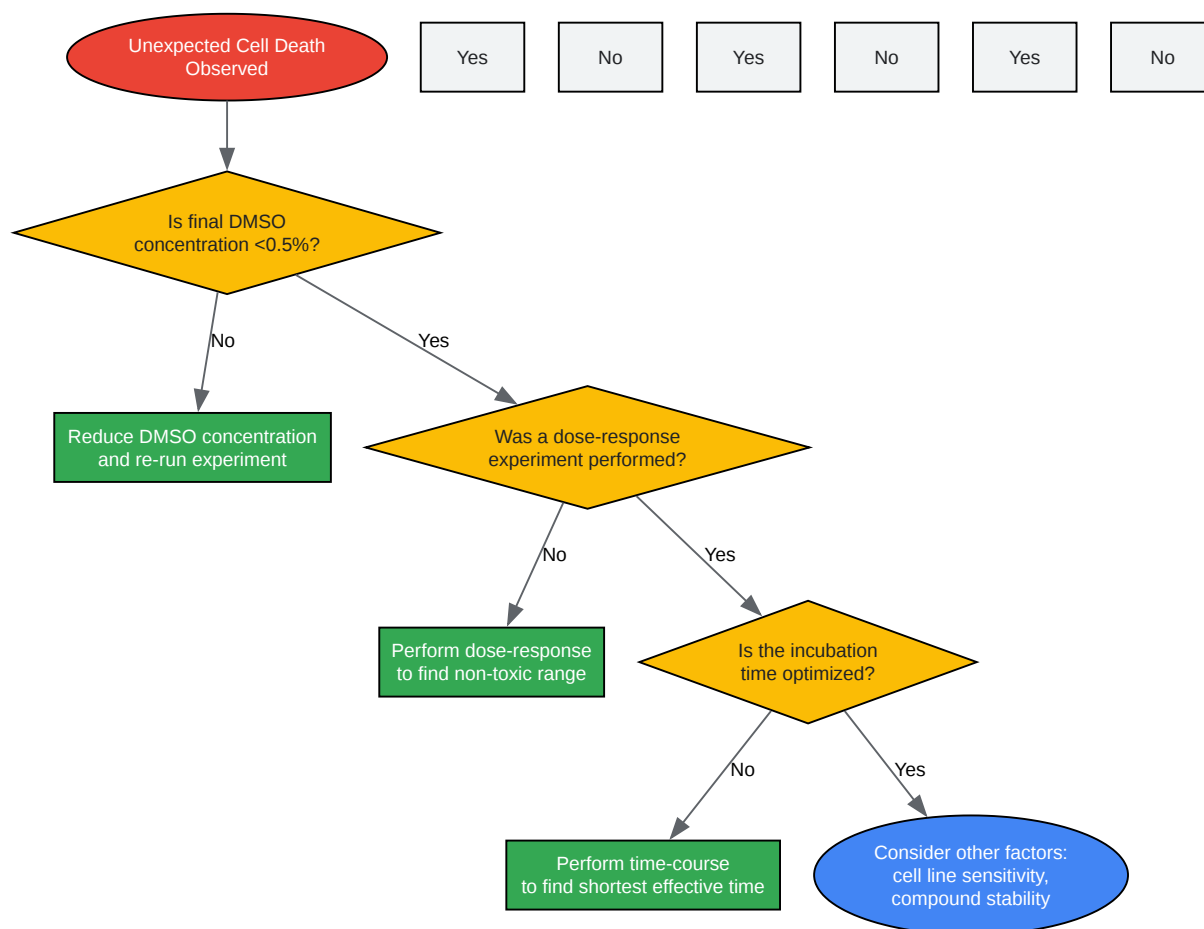 Unexpected Cell Death
Observed
Yes
No
Yes
No
Yes
No
Is final DMSO
concentration <0.5%?
No
Yes
Reduce DMSO concentration
and re-run experiment
Was a dose-response
experiment performed?
No
Yes
Perform dose-response
to find non-toxic range
Is the incubation
time optimized?
No
Yes
Perform time-course
to find shortest effective time
Consider other factors:
cell line sensitivity,
compound stability